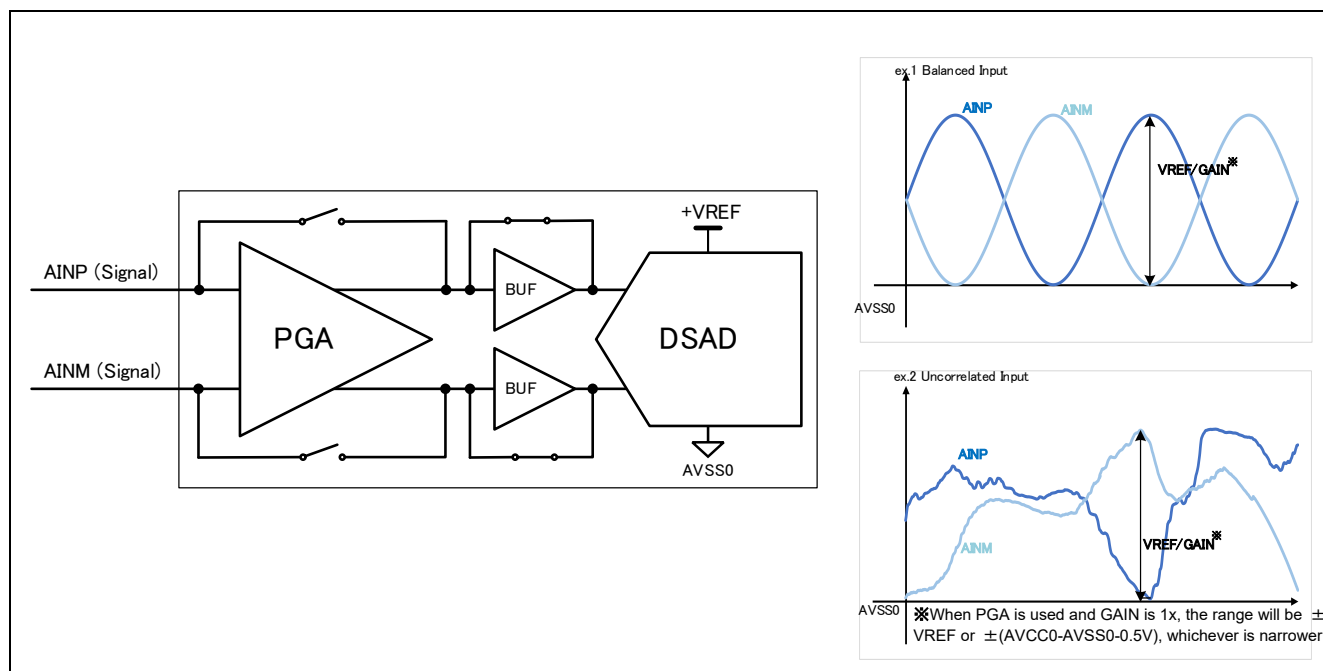 AINP (Signal)
AINM (Signal)
PGA
BUF
BUF
+VREF
DSAD
AVSS0
ex.1 Balanced Input
AINP
AINM
VREF/GAIN※
AVSS0
ex.2 Uncorrelated Input
AINP
AINM
VREF/GAIN※
AVSS0
※When PGA is used and GAIN is 1x, the range will be ±
VREF or ±(AVCC0-AVSS0-0.5V), whichever is narrower